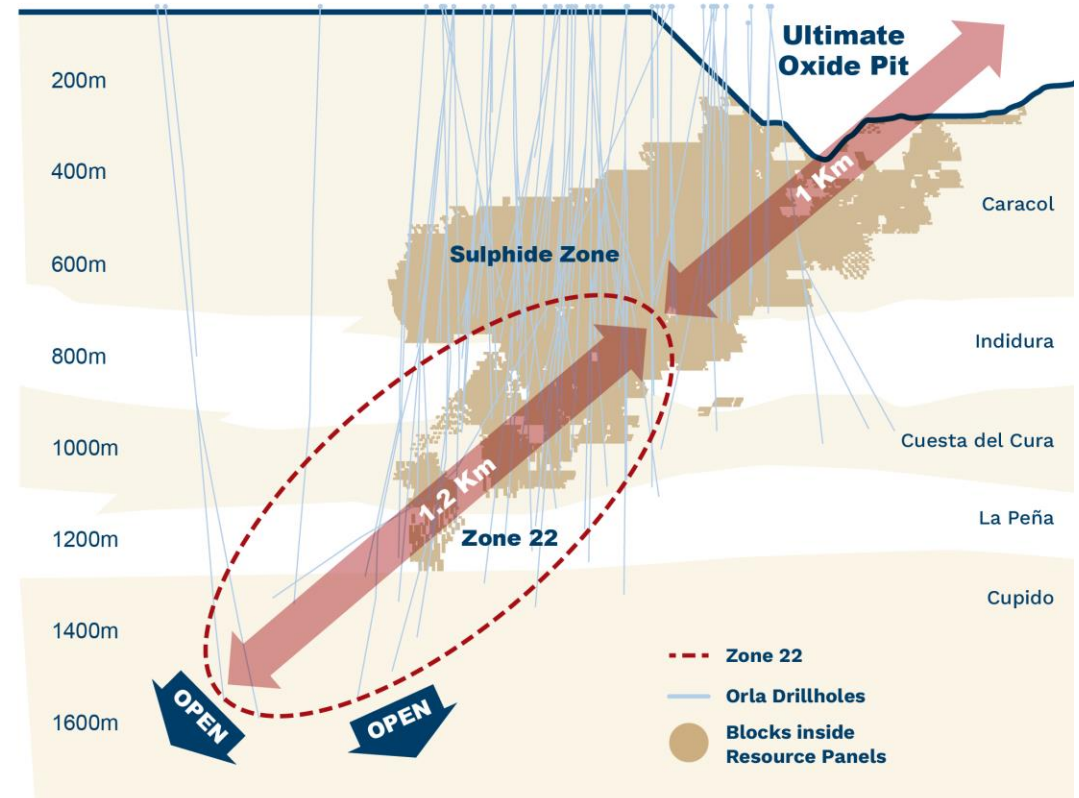 Ultimate
Oxide Pit
200m
400m
1 Km
Caracol
Sulphide Zone
600m
Indidura
800m
Cuesta del Cura
1000m
1.2 Km
La Peña
Zone 22
1200m
Cupido
1400m
Zone 22
OPEN
OPEN
Orla Drillholes
1600m
Blocks inside
Resource Panels